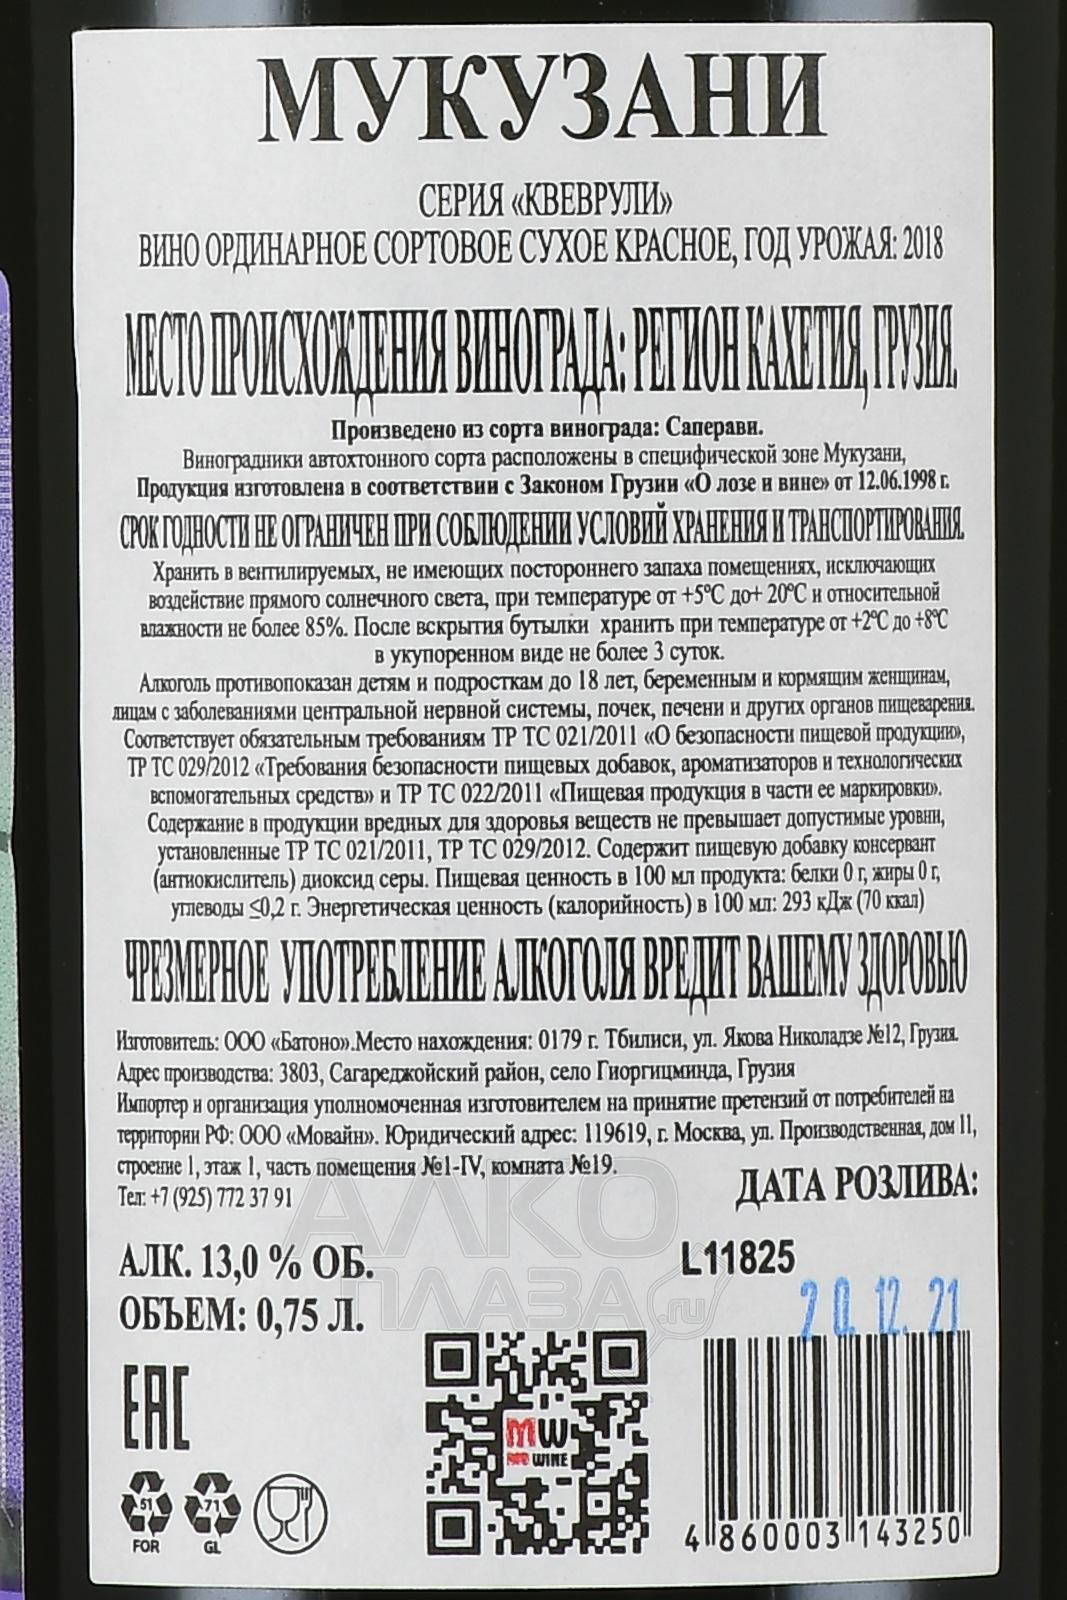 МУКУЗАНИ
СЕРИЯ «КВЕВРУЛИ»
ВИНО ОРДИНАРНОЕ СОРТОВОЕ СУХОЕ КРАСНОЕ, ГОД УРОЖАЯ: 2018
МЕСТО ПРОИСХОЖДЕНИЯ ВИНОГРАДА: РЕГИОН КАХЕТИЯ, ГРУЗИЯ.
Произведено из сорта винограда: Саперави.
Виноградники автохтонного сорта расположены в специфической зоне Мукузани,
Продукция изготовлена в соответствии с Законом Грузии «О лозе и вине» от 12.06.1998 г.
СРОК ГОДНОСТИ НЕ ОГРАНИЧЕН ПРИ СОБЛЮДЕНИИ УСЛОВИЙ ХРАНЕНИЯ И ТРАНСПОРТИРОВАНИЯ.
Хранить в вентилируемых, не имеющих постороннего запаха помещениях, исключающих
воздействие прямого солнечного света, при температуре от +5°С до+ 20°С и относительной
влажности не более 85%. После вскрытия бутылки хранить при температуре от +2°С до +8°С
в укупоренном виде не более 3 суток.
Алкоголь противопоказан детям и подросткам до 18 лет, беременным и кормящим женщинам,
лицам с заболеваниями центральной нервной системы, почек, печени и других органов пищеварения.
Соответствует обязательным требованиям ТР ТС 021/2011 «О безопасности пищевой продукции»,
ТР ТС 029/2012 «Требования безопасности пищевых добавок, ароматизаторов и технологических
вспомогательных средств» и ТР ТС 022/2011 «Пищевая продукция в части ее маркировки».
Содержание в продукции вредных для здоровья веществ не превышает допустимые уровни,
установленные ТР ТС 021/2011, ТР ТС 029/2012. Содержит пищевую добавку консервант
(антиокислитель) диоксид серы. Пищевая ценность в 100 мл продукта: белки 0 г, жиры 0 г,
углеводы ≤0,2 г. Энергетическая ценность (калорийность) в 100 мл: 293 кДж (70 ккал)
ЧРЕЗМЕРНОЕ УПОТРЕБЛЕНИЕ АЛКОГОЛЯ ВРЕДИТ ВАШЕМУ ЗДОРОВЬЮ
Изготовитель: ООО «Батоно».Место нахождения: 0179 г. Тбилиси, ул. Якова Николадзе №12, Грузия.
Адрес производства: 3803, Сагареджойский район, село Гиоргицминда, Грузия
Импортер и организация уполномоченная изготовителем на принятие претензий от потребителей на
территории РФ: ООО «Мовайн». Юридический адрес: 119619, г. Москва, ул. Производственная, дом 11,
строение 1, этаж 1, часть помещения №1-IV, комната №19.
Тел: +7 (925) 772 37 91
ДАТА РОЗЛИВА:
АЛКО
ПЛАЗА.ru
АЛК. 13,0 % ОБ.
L11825
ОБЪЕМ: 0,75 Л.
20.12.21
EAC
MW
WINE
51
FOR
71
GL
4 860003 143250